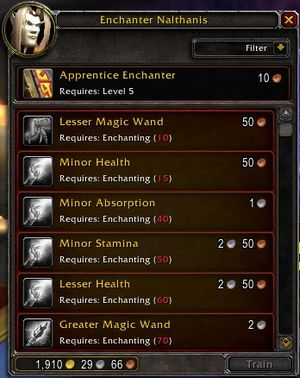 Enchanter Nalthanis
Filter
Apprentice Enchanter 10
Requires: Level 5
Lesser Magic Wand 50
Requires: Enchanting (10)
Minor Health 50
Requires: Enchanting (15)
Minor Absorption 1
Requires: Enchanting (40)
Minor Stamina 2 50
Requires: Enchanting (50)
Lesser Health 2 50
Requires: Enchanting (60)
Greater Magic Wand 2
Requires: Enchanting (70)
1,910 29 66 Train